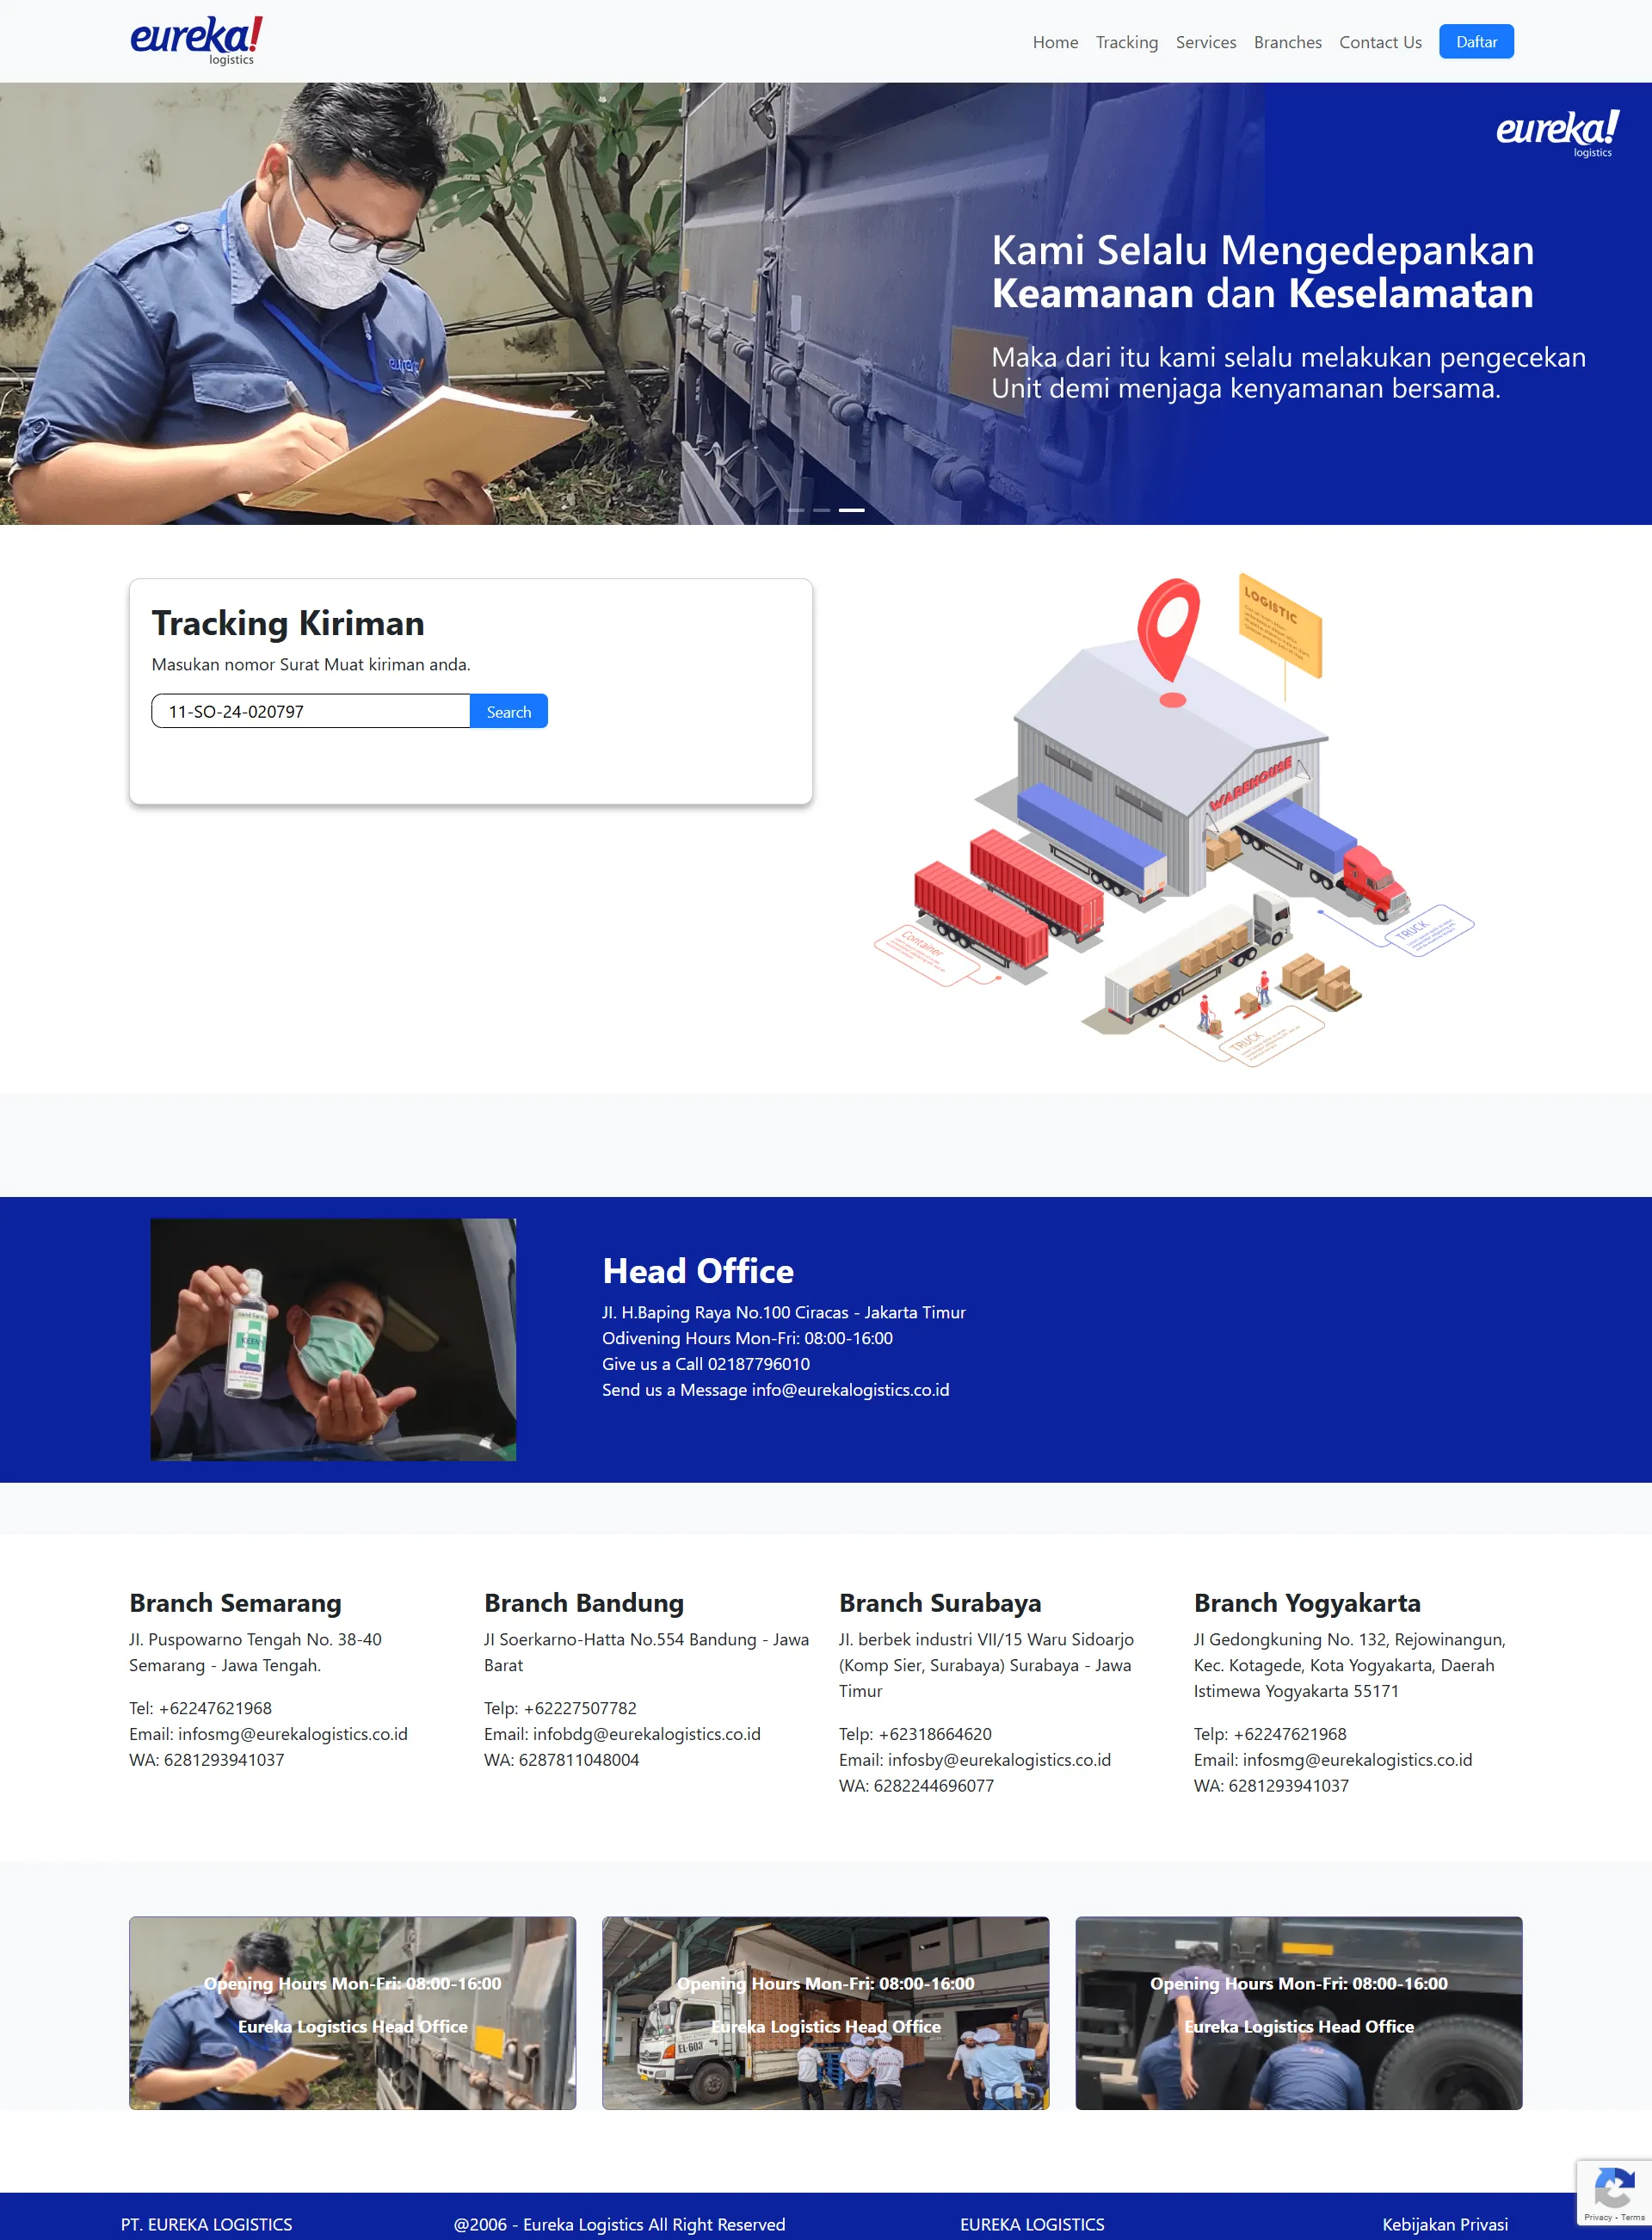 eureka!
logistics
Home
Tracking
Services
Branches
Contact Us
Daftar
eureka!
logistics
Kami Selalu Mengedepankan
Keamanan dan Keselamatan
Maka dari itu kami selalu melakukan pengecekan
Unit demi menjaga kenyamanan bersama.
eureka!
Tracking Kiriman
Masukan nomor Surat Muat kiriman anda.
11-SO-24-020797
Search
LOGISTIC
WAREHOUSE
Container
TRUCK
TRUCK
Head Office
Jl. H.Baping Raya No.100 Ciracas - Jakarta Timur
Odivening Hours Mon-Fri: 08:00-16:00
Give us a Call 02187796010
Send us a Message info@eurekalogistics.co.id
Branch Semarang
Jl. Puspowarno Tengah No. 38-40
Semarang - Jawa Tengah.
Tel: +62247621968
Email: infosmg@eurekalogistics.co.id
WA: 6281293941037
Branch Bandung
Jl Soerkarno-Hatta No.554 Bandung - Jawa
Barat
Telp: +62227507782
Email: infobdg@eurekalogistics.co.id
WA: 6287811048004
Branch Surabaya
Jl. berbek industri VII/15 Waru Sidoarjo
(Komp Sier, Surabaya) Surabaya - Jawa
Timur
Telp: +62318664620
Email: infosby@eurekalogistics.co.id
WA: 6282244696077
Branch Yogyakarta
Jl Gedongkuning No. 132, Rejowinangun,
Kec. Kotagede, Kota Yogyakarta, Daerah
Istimewa Yogyakarta 55171
Telp: +62247621968
Email: infosmg@eurekalogistics.co.id
WA: 6281293941037
Opening Hours Mon-Fri: 08:00-16:00
Eureka Logistics Head Office
Opening Hours Mon-Fri: 08:00-16:00
Eureka Logistics Head Office
EL-603
Opening Hours Mon-Fri: 08:00-16:00
Eureka Logistics Head Office
Privacy - Terms
PT. EUREKA LOGISTICS
@2006 - Eureka Logistics All Right Reserved
EUREKA LOGISTICS
Kebijakan Privasi